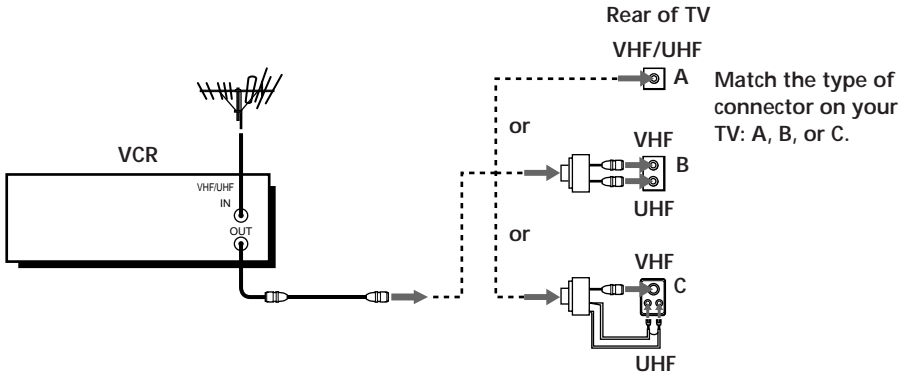 Rear of TV
VHF/UHF
A
Match the type of
connector on your
TV: A, B, or C.
or
VHF
B
UHF
VCR
VHF/UHF
IN
OUT
or
VHF
C
UHF